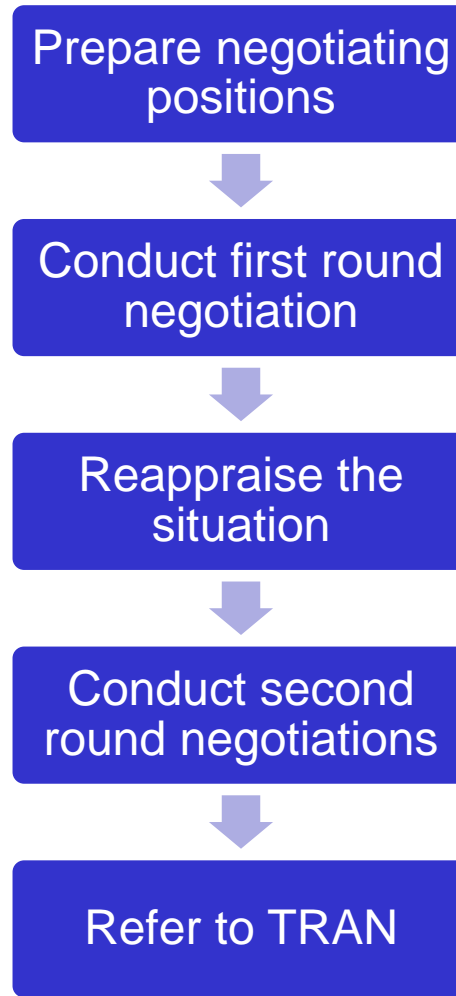 Prepare negotiating
positions
Conduct first round
negotiation
Reappraise the
situation
Conduct second
round negotiations
Refer to TRAN